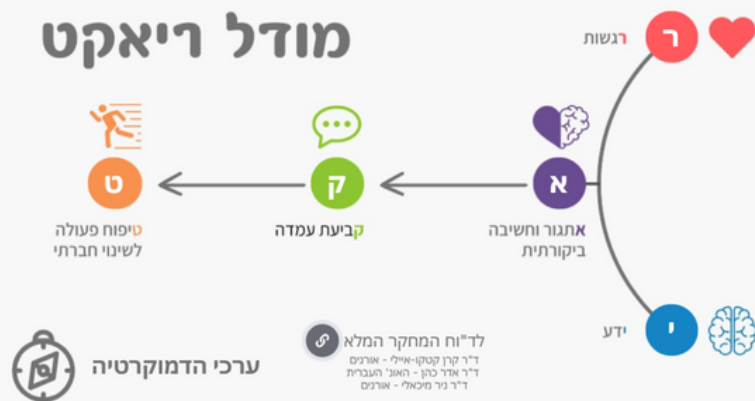 מודל ריאקט
ר
רגשות
א
אתגור וחשיבה
ביקורתית
ק
קביעת עמדה
ט
טיפוח פעולה
לשינוי חברתי
י
ידע
לד"וח המחקר המלא
ד"ר קרן קטקו-איילי - אורנים
ד"ר אדר כהן - האונ' העברית
ד"ר ניר מיכאלי - אורנים
ערכי הדמוקרטיה